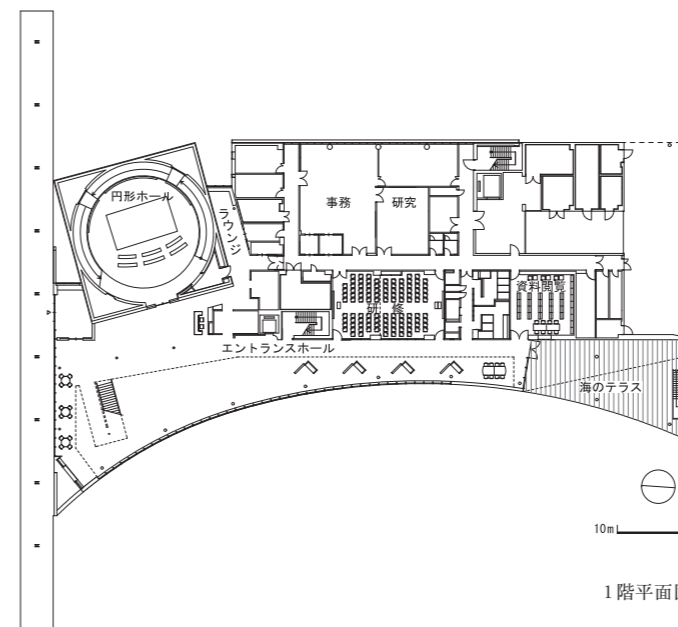 円形ホール
ラウンジ
事務
研究
研修
資料閲覧
エントランスホール
海のテラス
10m
1階平面図